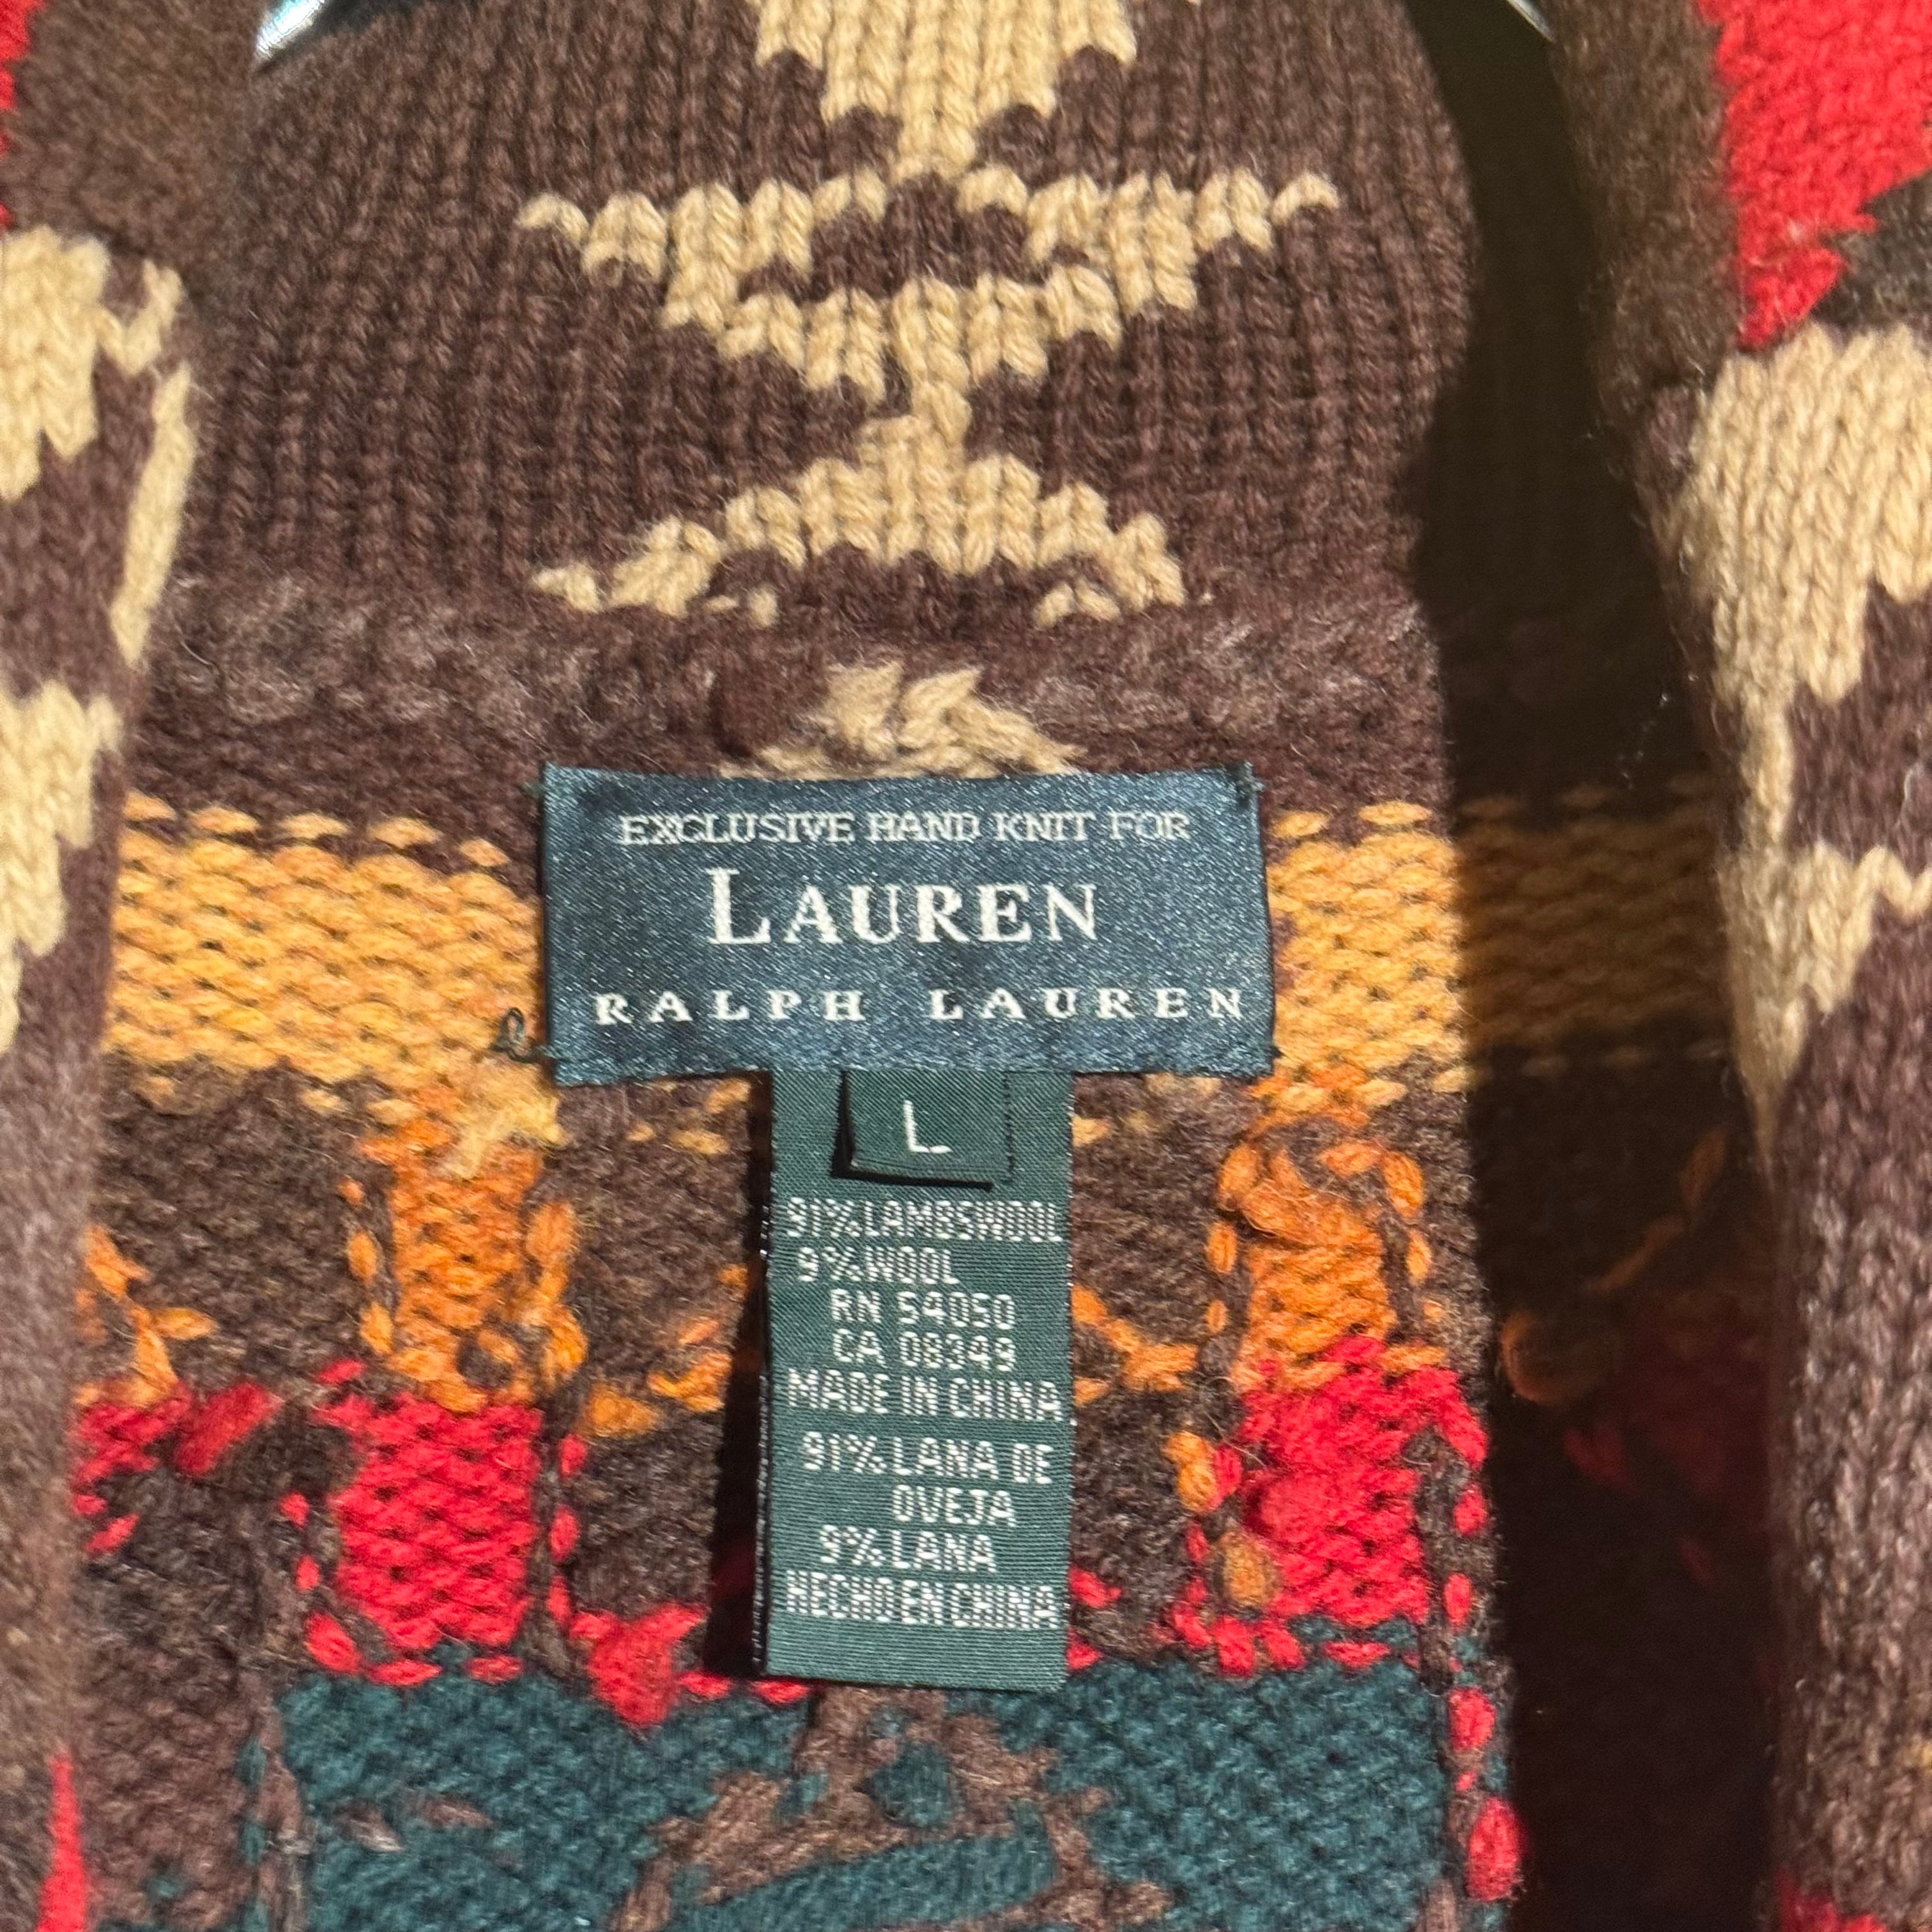 EXCLUSIVE HAND KNIT FOR
LAUREN
RALPH LAUREN
L
91% LAMBSWOOL
9% WOOL
RN 54050
CA 08349
MADE IN CHINA
91% LANA DE
OVEJA
9% LANA
HECHO EN CHINA